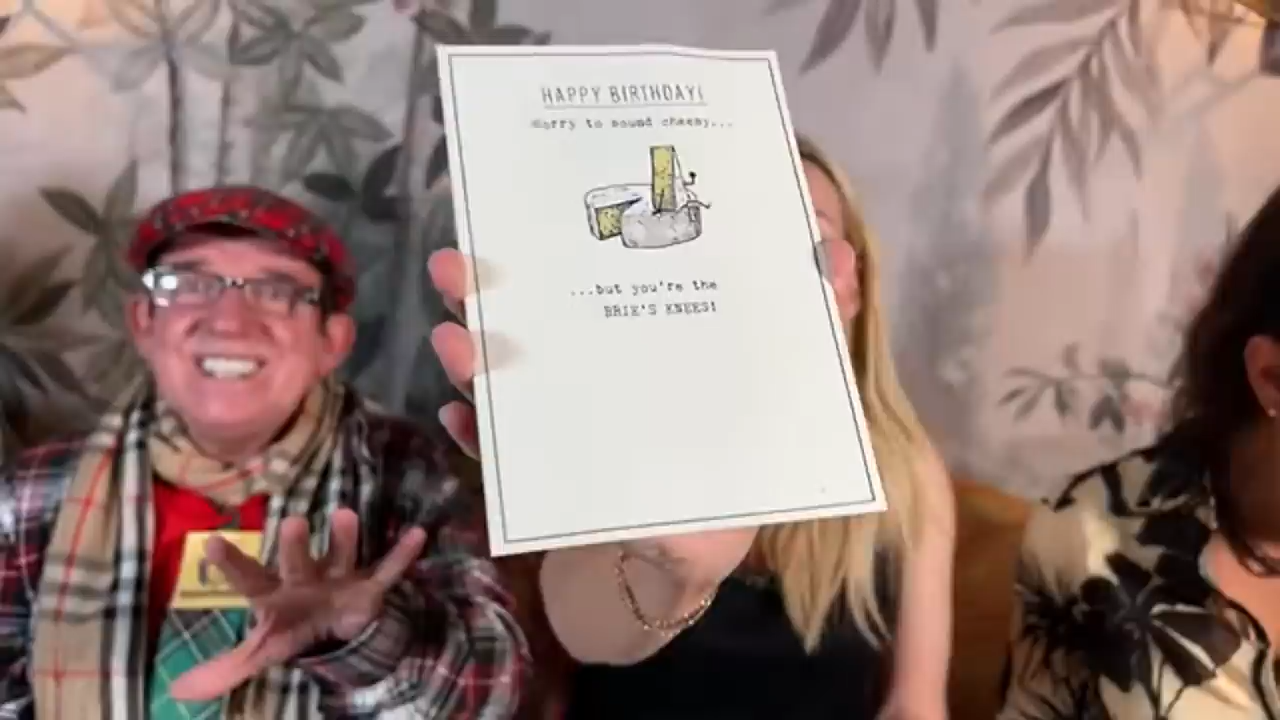 HAPPY BIRTHDAY!
Sorry to sound cheesy...
...but you're the
BRIE'S KNEES!